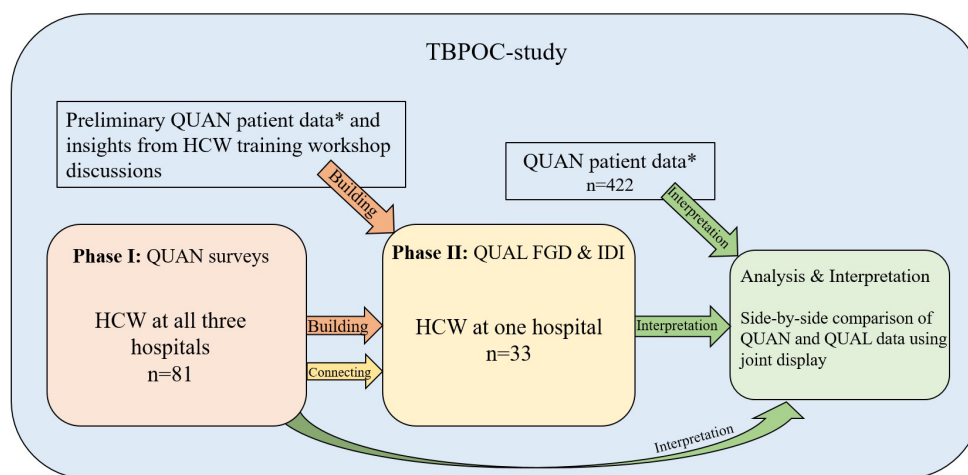 TBPOC-study
Preliminary QUAN patient data* and
insights from HCW training workshop
discussions
Building
QUAN patient data*
n=422
Interpretation
Phase I: QUAN surveys
HCW at all three
hospitals
n=81
Building
Connecting
Phase II: QUAL FGD & IDI
HCW at one hospital
n=33
Interpretation
Analysis & Interpretation
Side-by-side comparison of
QUAN and QUAL data using
joint display
Interpretation